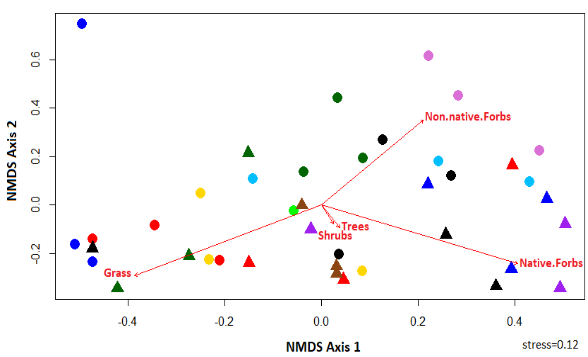 NMDS Axis 2
0.6
0.4
0.2
0.0
-0.2
Non.native.Forbs
Trees
Shrubs
Grass
Native.Forbs
-0.4 -0.2 0.0 0.2 0.4
NMDS Axis 1
stress=0.12